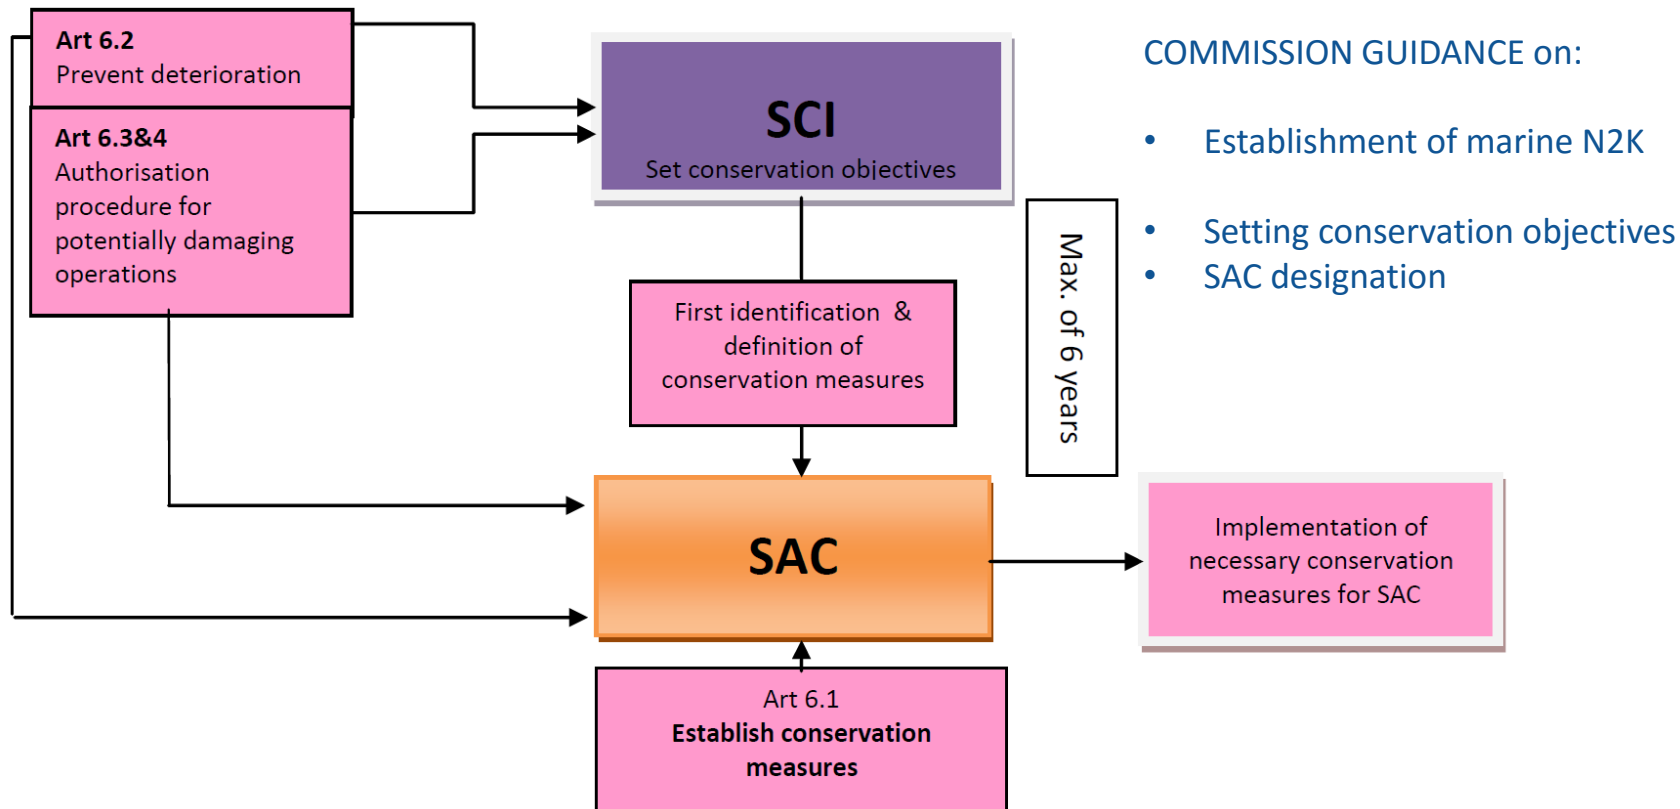 Art 6.2
Prevent deterioration
Art 6.3&4
Authorisation
procedure for
potentially damaging
operations
SCI
Set conservation objectives
First identification &
definition of
conservation measures
Max. of 6 years
SAC
Implementation of
necessary conservation
measures for SAC
Art 6.1
Establish conservation
measures
COMMISSION GUIDANCE on:
• Establishment of marine N2K
• Setting conservation objectives
• SAC designation